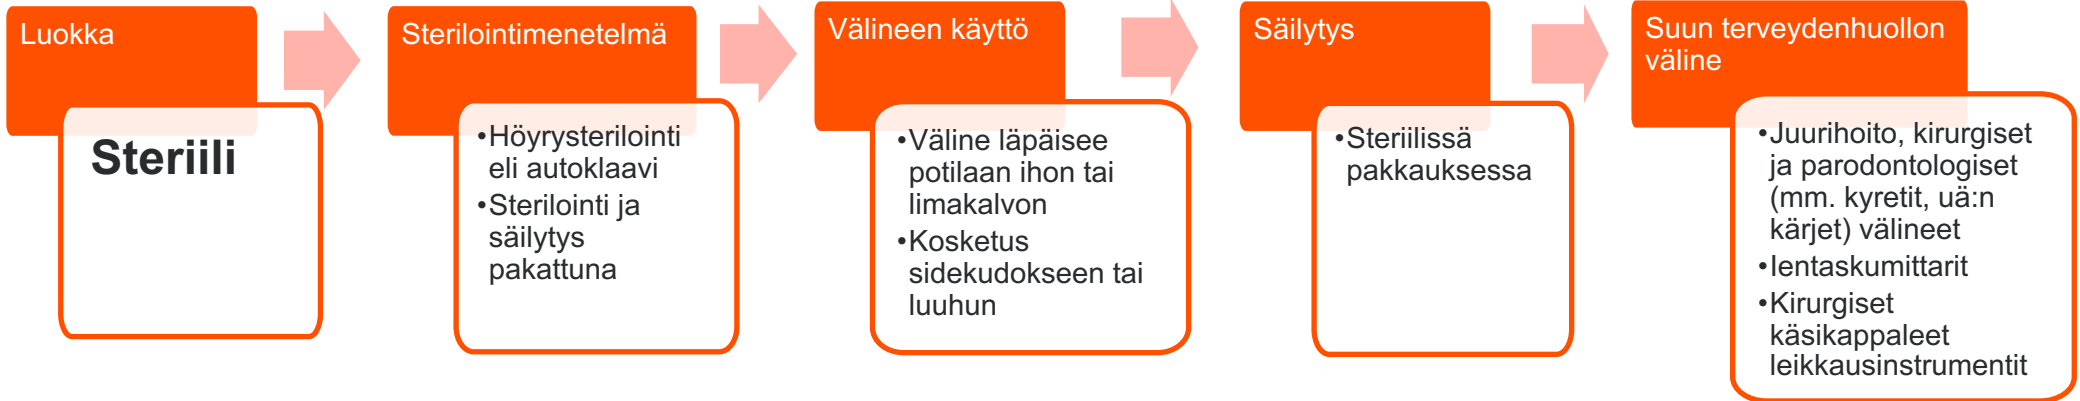 Luokka
Steriili
Sterilointimenetelmä
•Höyrysterilointi
eli autoklaavi
•Sterilointi ja
säilytys
pakattuna
Välineen käyttö
•Väline läpäisee
potilaan ihon tai
limakalvon
•Kosketus
sidekudokseen tai
luuhun
Säilytys
•Steriilissä
pakkauksessa
Suun terveydenhuollon
väline
•Juurihoito, kirurgiset
ja parodontologiset
(mm. kyretit, uä:n
kärjet) välineet
•Ientaskumittarit
•Kirurgiset
käsikappaleet
leikkausinstrumentit